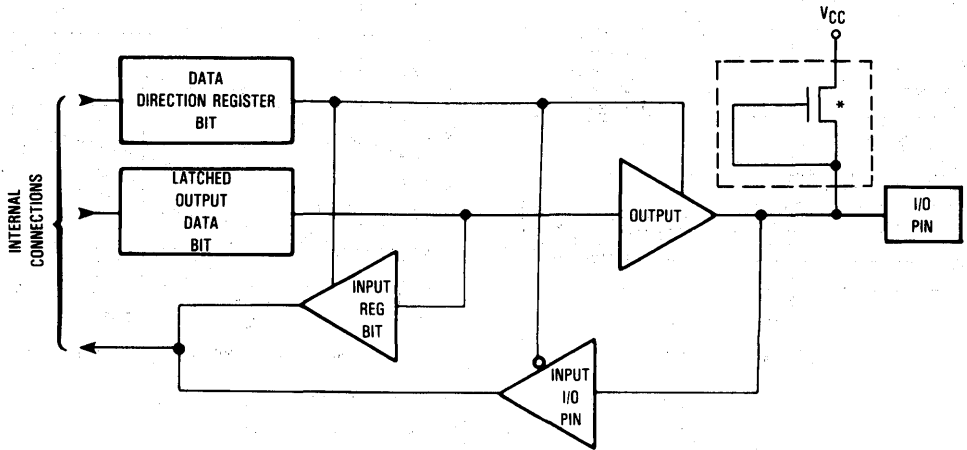 VCC
DATA
DIRECTION REGISTER
BIT
*
LATCHED
OUTPUT
DATA
BIT
OUTPUT
I/O
PIN
INTERNAL
CONNECTIONS
INPUT
REG
BIT
INPUT
I/O
PIN